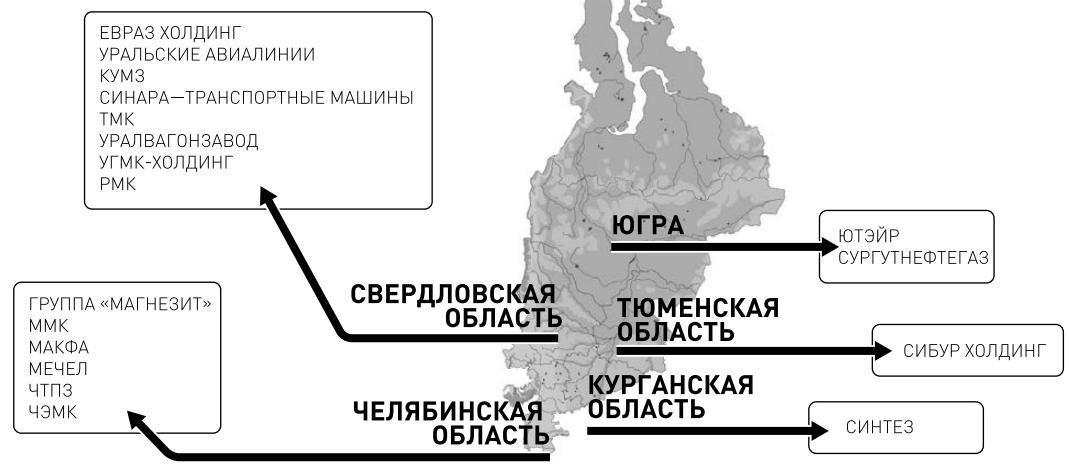 ЕВРАЗ ХОЛДИНГ
УРАЛЬСКИЕ АВИАЛИНИИ
КУМЗ
СИНАРА—ТРАНСПОРТНЫЕ МАШИНЫ
ТМК
УРАЛВАГОНЗАВОД
УГМК-ХОЛДИНГ
РМК
ЮГРА
ЮТЭЙР
СУРГУТНЕФТЕГАЗ
СВЕРДЛОВСКАЯ
ОБЛАСТЬ
ТЮМЕНСКАЯ
ОБЛАСТЬ
СИБУР ХОЛДИНГ
ГРУППА «МАГНЕЗИТ»
ММК
МАКФА
МЕЧЕЛ
ЧТПЗ
ЧЭМК
ЧЕЛЯБИНСКАЯ
ОБЛАСТЬ
КУРГАНСКАЯ
ОБЛАСТЬ
СИНТЕЗ